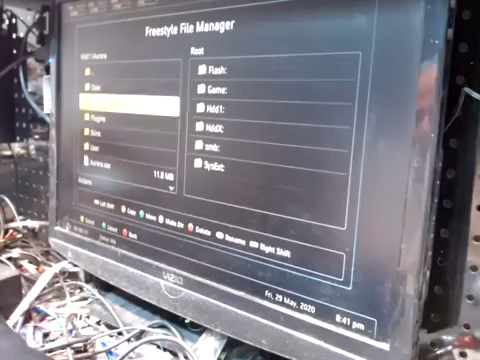 Freestyle File Manager
Hdd1:\Aurora
..
Plugins
Skins
User
Aurora.xex 11.8 MB
Root
Flash:
Game:
Hdd1:
HddX:
smb:
SysExt:
Left Shift Copy Move Make Dir Delete Rename Right Shift
Select
Back
VIZIO
Fri, 29 May, 2020
8:41 pm